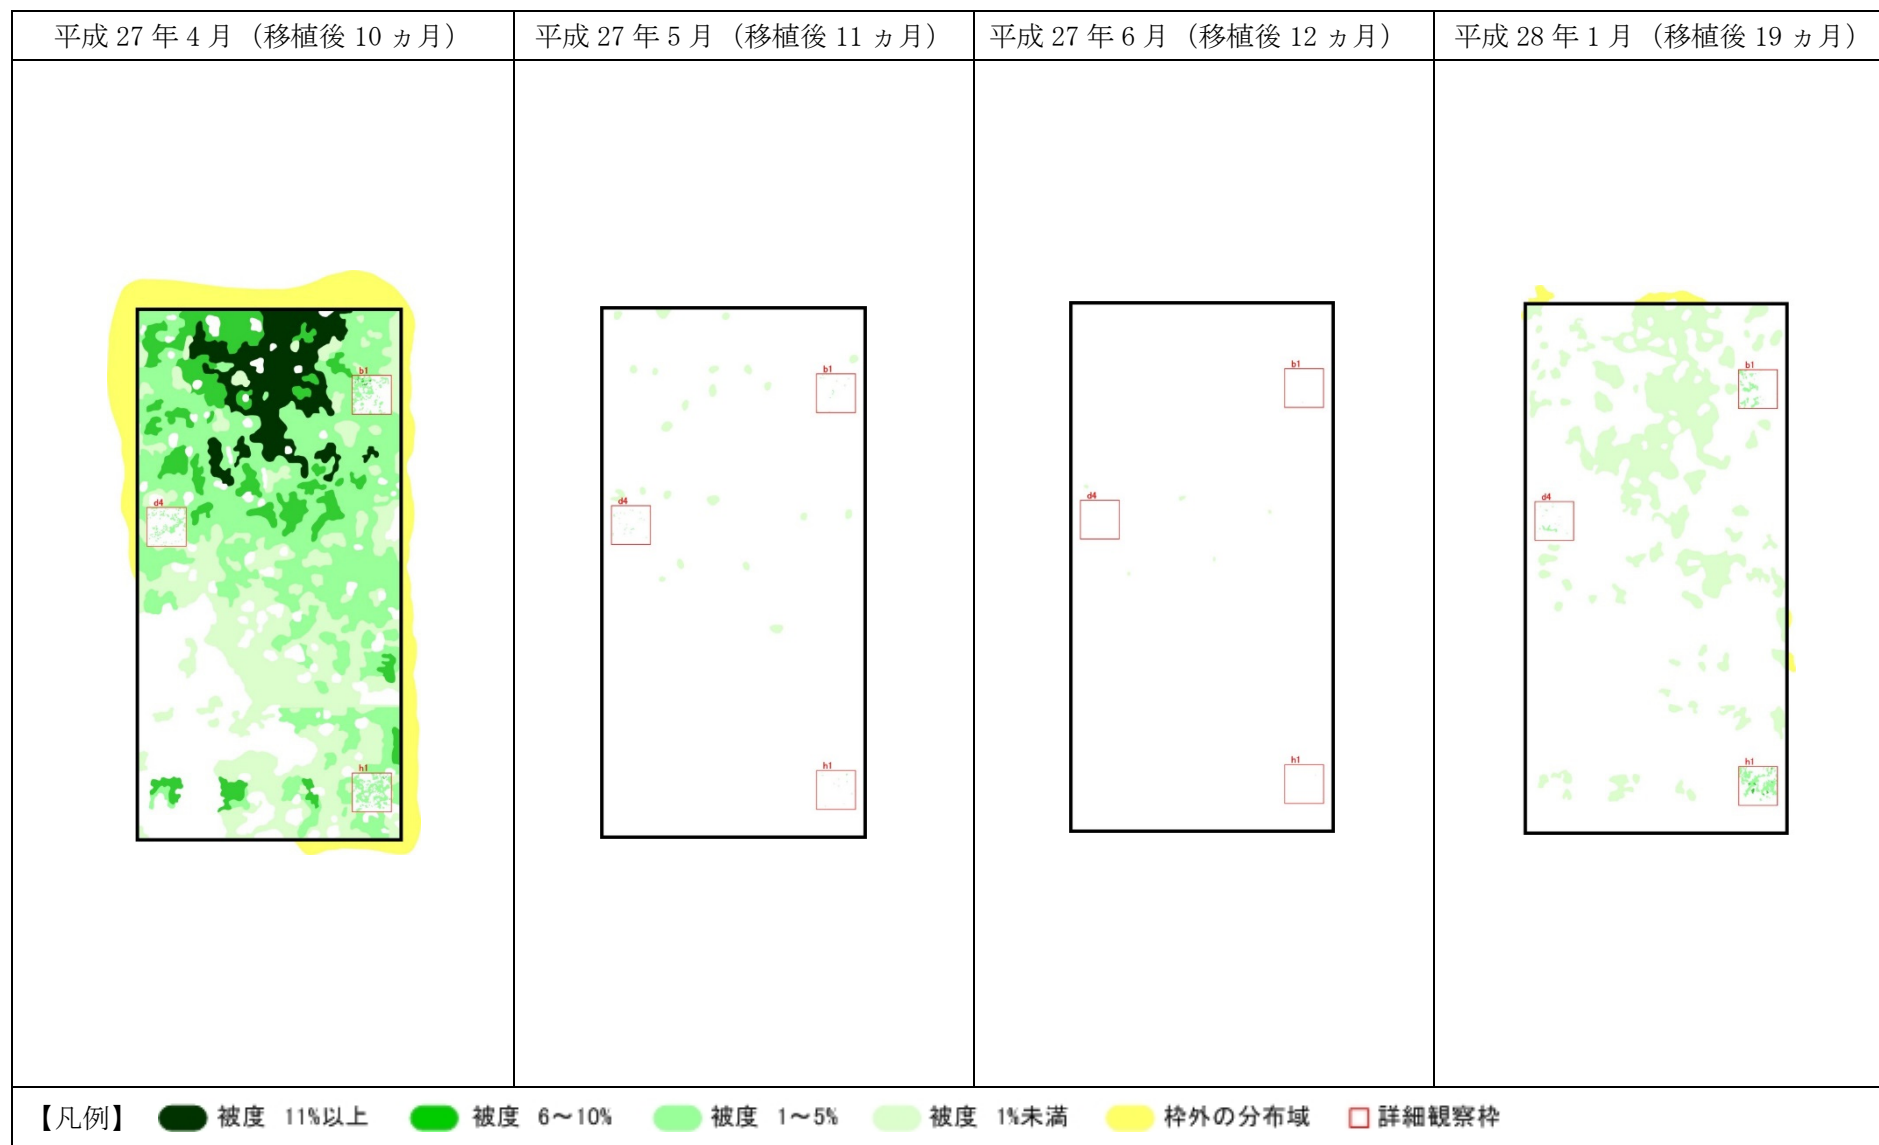 平成 27 年 4 月（移植後 10 ヵ月）
平成 27 年 5 月（移植後 11 ヵ月）
平成 27 年 6 月（移植後 12 ヵ月）
平成 28 年 1 月（移植後 19 ヵ月）
b1
d4
h1
b1
d4
h1
b1
d4
h1
b1
d4
h1
【凡例】 被度 11%以上 被度 6～10% 被度 1～5% 被度 1%未満 枠外の分布域 詳細観察枠